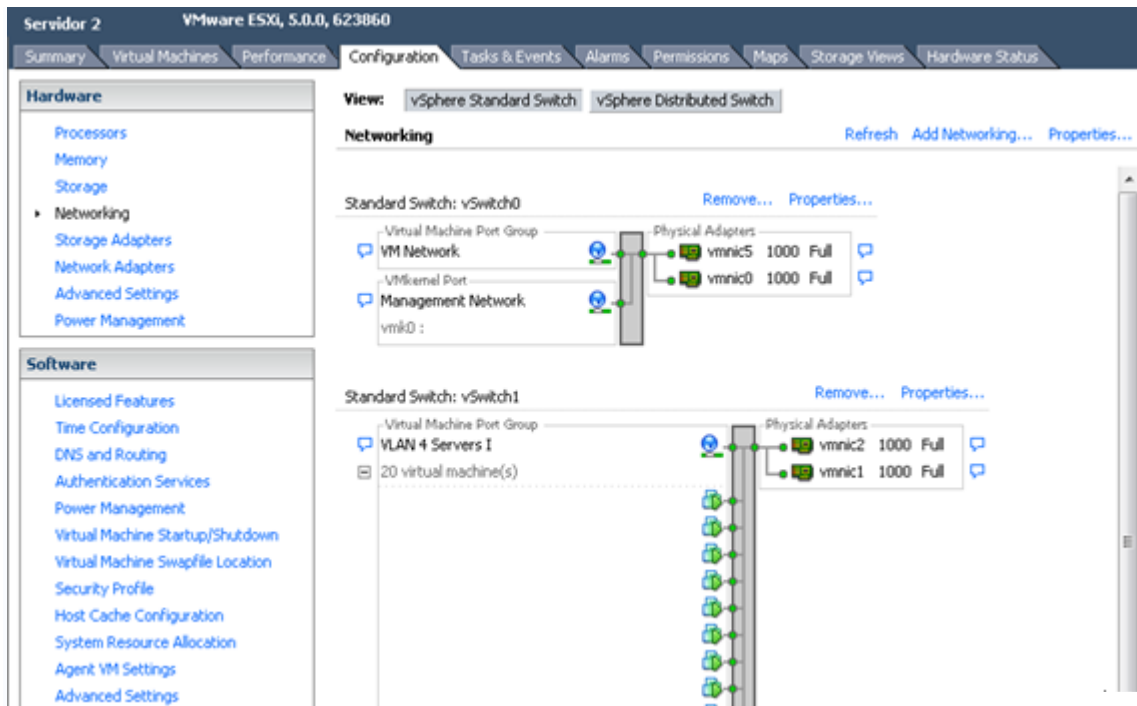 Servidor 2 VMware ESXi, 5.0.0, 623860
Summary Virtual Machines Performance Configuration Tasks & Events Alarms Permissions Maps Storage Views Hardware Status
Hardware
Processors
Memory
Storage
Networking
Storage Adapters
Network Adapters
Advanced Settings
Power Management
Software
Licensed Features
Time Configuration
DNS and Routing
Authentication Services
Power Management
Virtual Machine Startup/Shutdown
Virtual Machine Swapfile Location
Security Profile
Host Cache Configuration
System Resource Allocation
Agent VM Settings
Advanced Settings
View: vSphere Standard Switch vSphere Distributed Switch
Networking Refresh Add Networking... Properties...
Standard Switch: vSwitch0 Remove... Properties...
Virtual Machine Port Group Physical Adapters
VM Network vmnic5 1000 Full
VMkernel Port vmnic0 1000 Full
Management Network
vmk0 :
Standard Switch: vSwitch1 Remove... Properties...
Virtual Machine Port Group Physical Adapters
VLAN 4 Servers I vmnic2 1000 Full
20 virtual machine(s) vmnic1 1000 Full